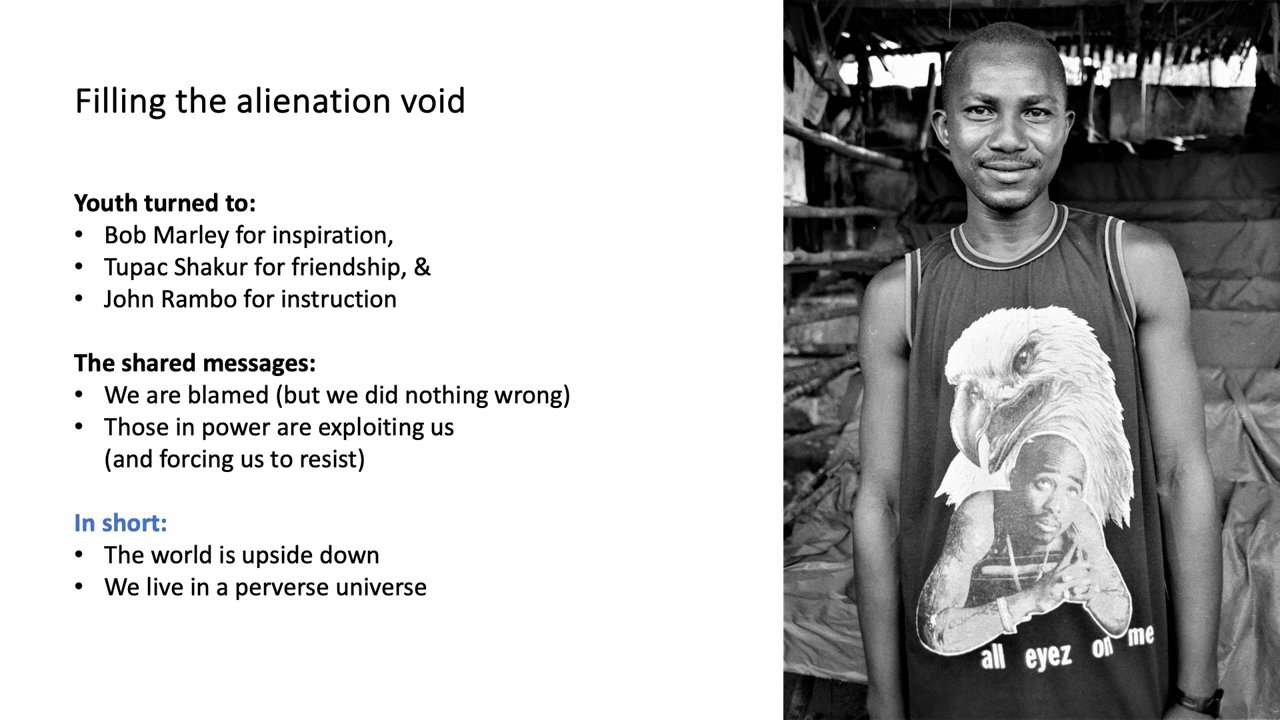 Filling the alienation void
Youth turned to:
• Bob Marley for inspiration,
• Tupac Shakur for friendship, &
• John Rambo for instruction
The shared messages:
• We are blamed (but we did nothing wrong)
• Those in power are exploiting us
(and forcing us to resist)
In short:
• The world is upside down
• We live in a perverse universe
all eyez on me